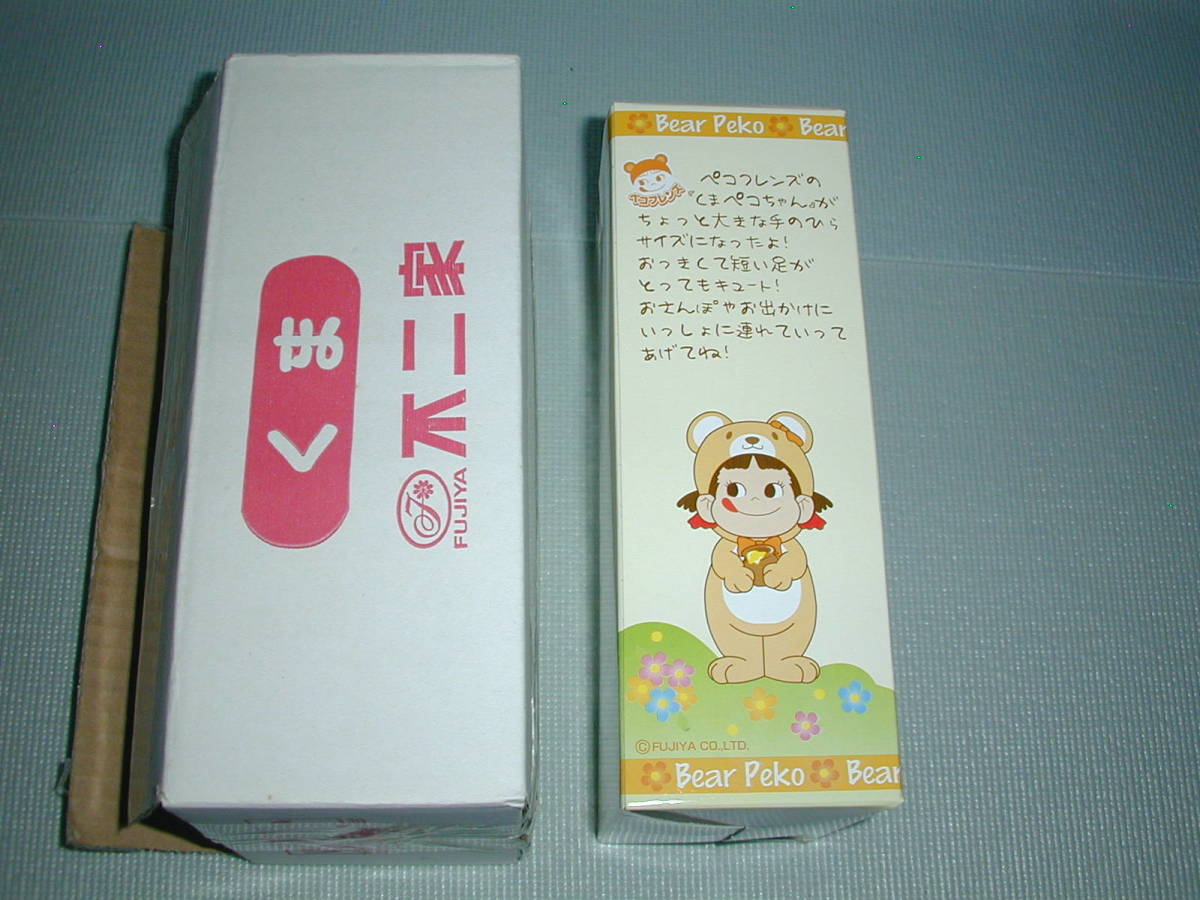 くま
FUJIYA
不二家
Bear Peko Bear
ペコフレンズ
ペコフレンズの
『くまペコちゃん』が
ちょっと大きな手のひら
サイズになったよ!
おっきくて短い足が
とってもキュート!
おさんぽやお出かけに
いっしょに連れていって
あげてね!
©FUJIYA CO.,LTD.
Bear Peko Bear